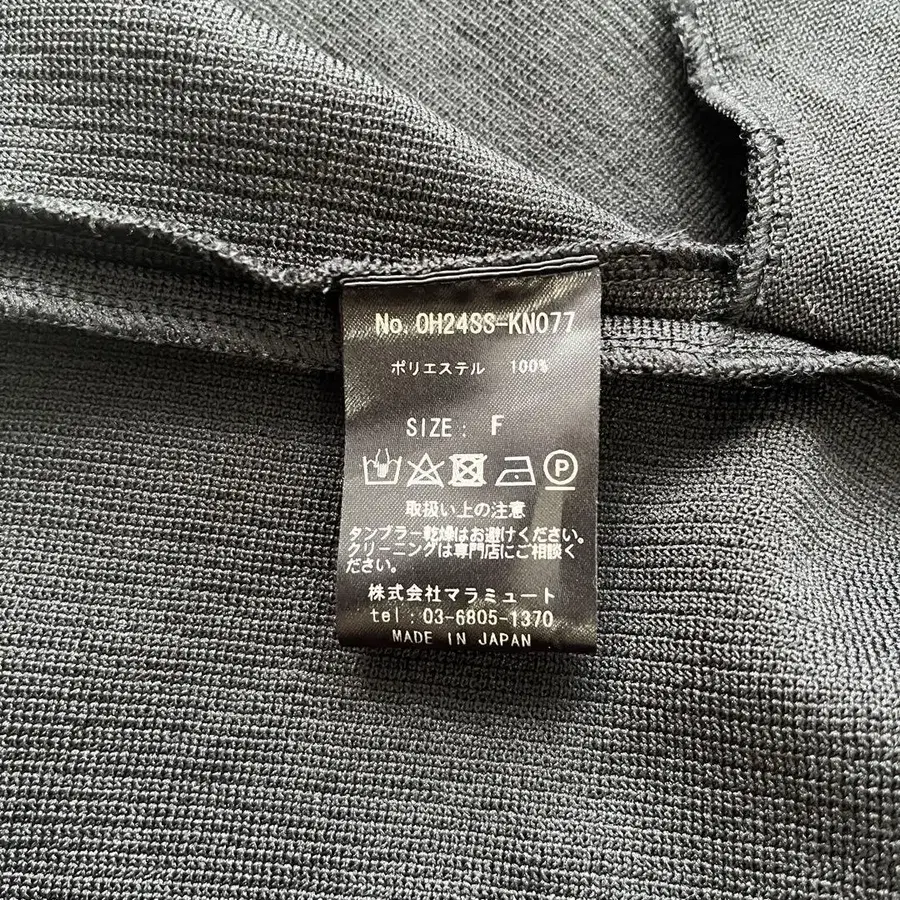 No. OH24SS-KN077
ポリエステル 100%
SIZE: F
P
取扱い上の注意
タンブラー乾燥はお避けください。
クリーニングは専門店にご相談く
ださい。
株式会社マラミュート
tel:03-6805-1370
MADE IN JAPAN